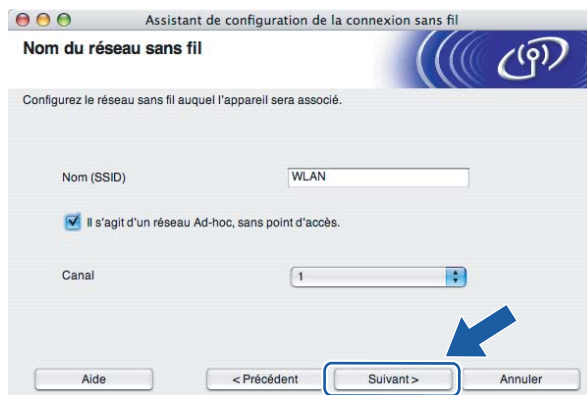 Assistant de configuration de la connexion sans fil
Nom du réseau sans fil
Configurez le réseau sans fil auquel l'appareil sera associé.
Nom (SSID) WLAN
Il s'agit d'un réseau Ad-hoc, sans point d'accès.
Canal 1
Aide < Précédent Suivant > Annuler